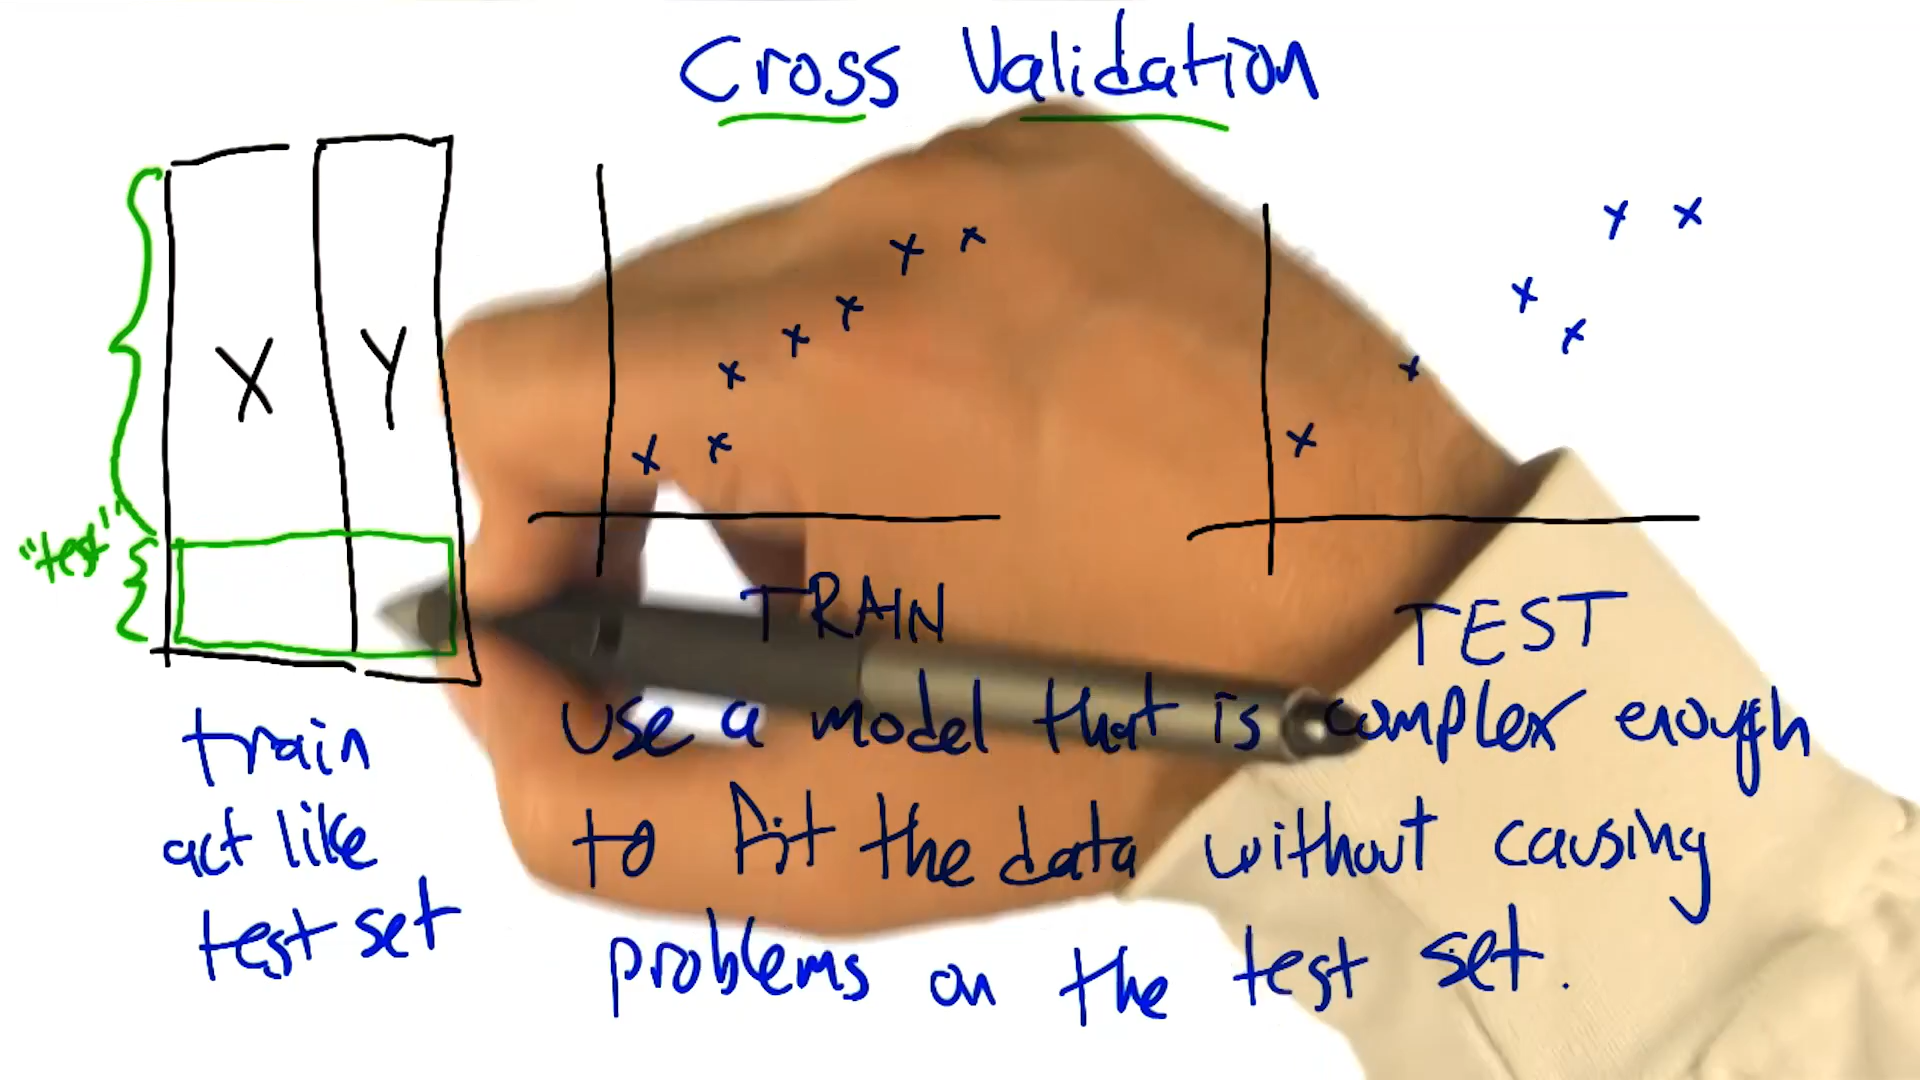 Cross Validation
X Y
"test"
TRAIN
TEST
train
act like
test set
use a model that is complex enough
to fit the data without causing
problems on the test set.